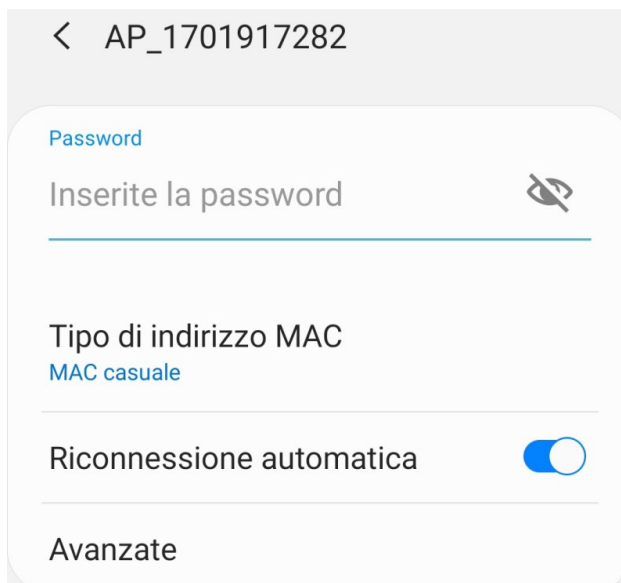 AP_1701917282
Password
Inserite la password
Tipo di indirizzo MAC
MAC casuale
Riconnessione automatica
Avanzate